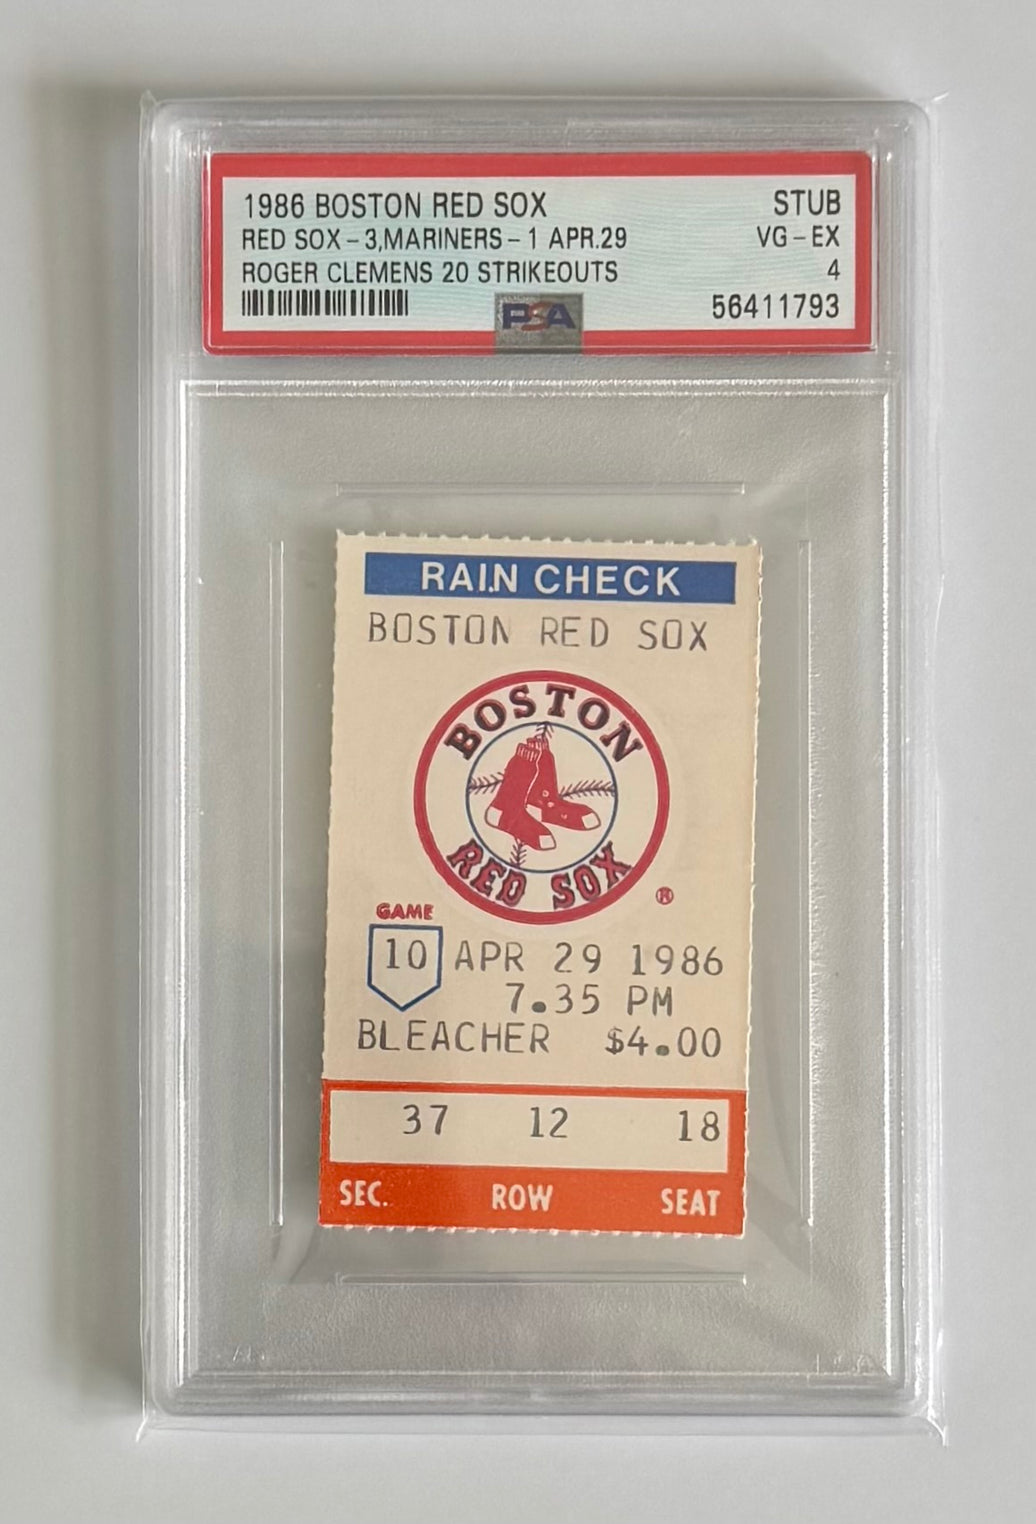 1986 BOSTON RED SOX STUB
RED SOX-3,MARINERS-1 APR.29 VG-EX
ROGER CLEMENS 20 STRIKEOUTS 4
56411793
PSA
RAIN CHECK
BOSTON RED SOX
BOSTON
RED SOX
®
GAME
10 APR 29 1986
7.35 PM
BLEACHER $4.00
37 12 18
SEC. ROW SEAT